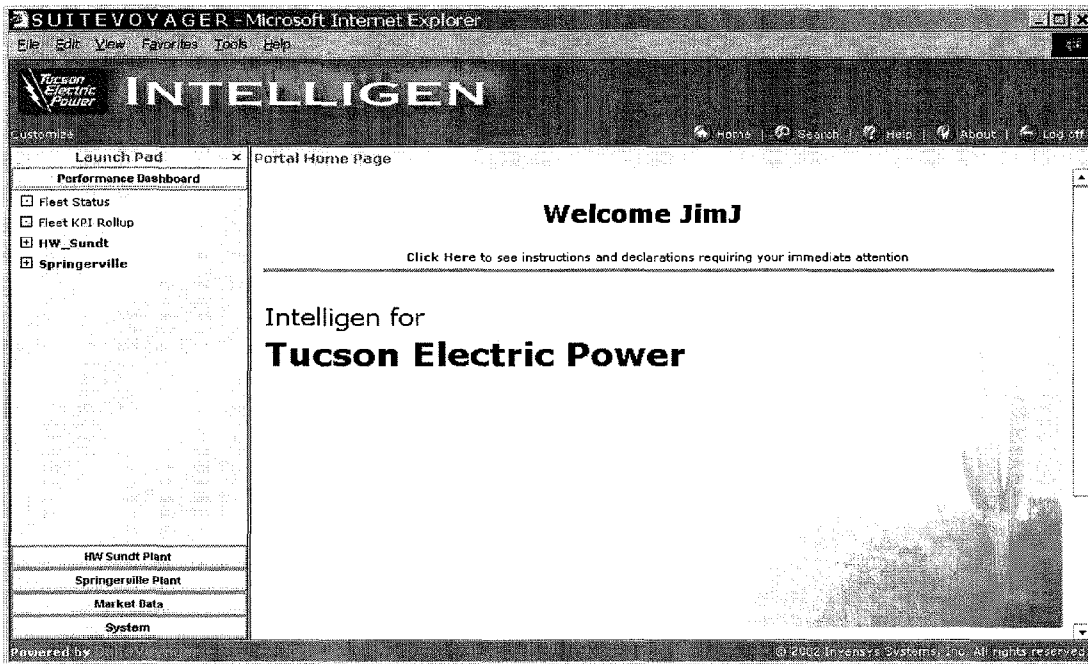 SUITEVOYAGER - Microsoft Internet Explorer
File Edit View Favorites Tools Help
Tucson
Electric
Power
INTELLIGEN
Customize
Home | Search | Help | About | Log off
Launch Pad x
Portal Home Page
Performance Dashboard
Fleet Status
Fleet KPI Rollup
HW_Sundt
Springerville
Welcome JimJ
Click Here to see instructions and declarations requiring your immediate attention
Intelligen for
Tucson Electric Power
HW Sundt Plant
Springerville Plant
Market Data
System
Powered by
© 2002 Invensys Systems, Inc. All rights reserved